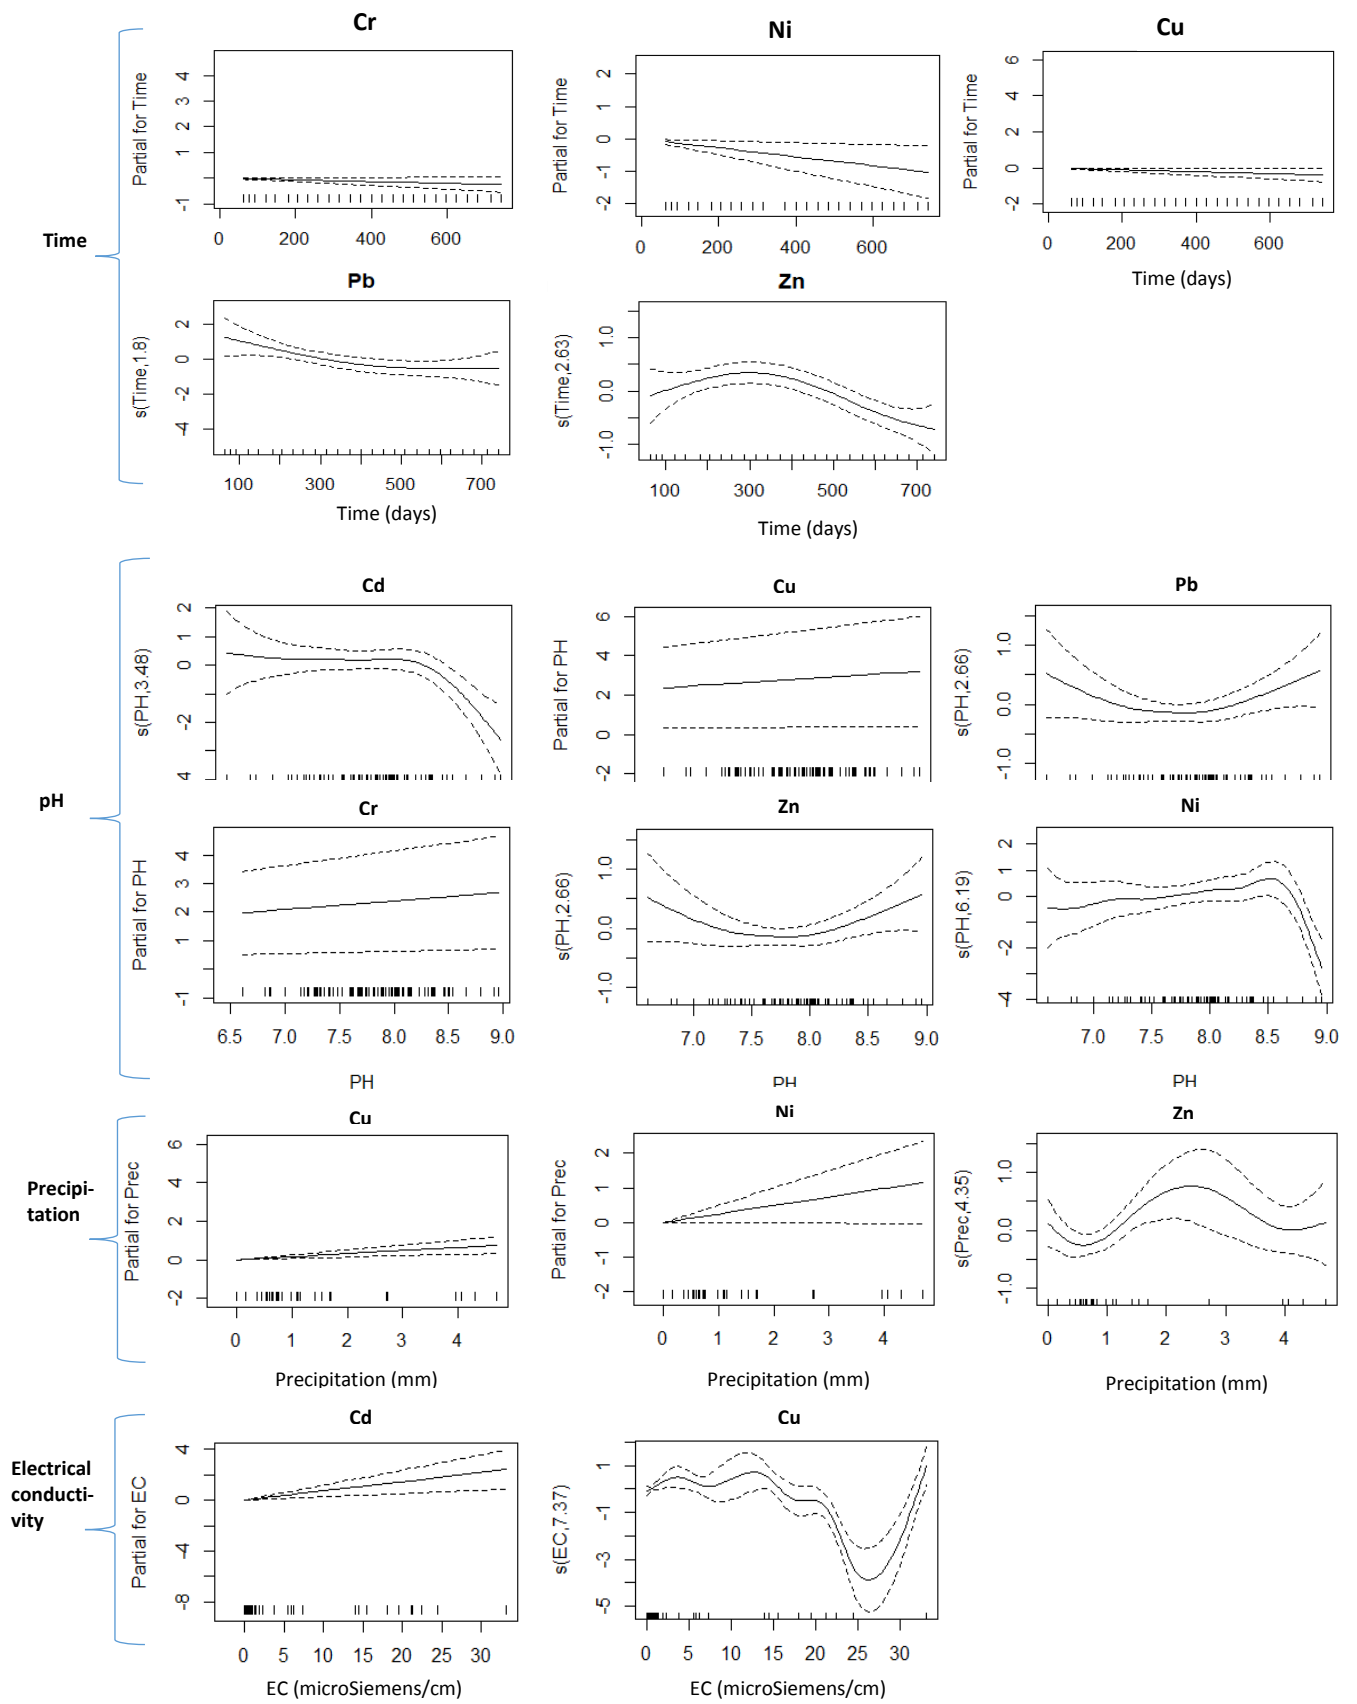 Cr
Ni
Cu
Time
Partial for Time
-1 0 1 2 3 4
0 200 400 600
Partial for Time
-2 -1 0 1 2
0 200 400 600
Partial for Time
-2 0 2 4 6
0 200 400 600
Time (days)
Pb
Zn
s(Time,1.8)
-4 -2 0 2
100 300 500 700
Time (days)
s(Time,2.63)
-1.0 0.0 1.0
100 300 500 700
Time (days)
pH
Cd
Cu
Pb
s(PH,3.48)
4 -2 0 1 2
Partial for PH
-2 0 2 4 6
s(PH,2.66)
-1.0 0.0 1.0
Cr
Zn
Ni
Partial for PH
-1 1 2 3 4
6.5 7.0 7.5 8.0 8.5 9.0
PH
s(PH,2.66)
-1.0 0.0 1.0
7.0 7.5 8.0 8.5 9.0
PH
s(PH,6.19)
-4 -2 0 1 2
7.0 7.5 8.0 8.5 9.0
PH
Precipi-
tation
Cu
Ni
Zn
Partial for Prec
-2 0 2 4 6
0 1 2 3 4
Precipitation (mm)
Partial for Prec
-2 -1 0 1 2
0 1 2 3 4
Precipitation (mm)
s(Prec,4.35)
-1.0 0.0 1.0
0 1 2 3 4
Precipitation (mm)
Electrical
conducti-
vity
Cd
Cu
Partial for EC
-8 -4 0 2 4
0 5 10 15 20 25 30
EC (microSiemens/cm)
s(EC,7.37)
-5 -3 -1 1
0 5 10 15 20 25 30
EC (microSiemens/cm)